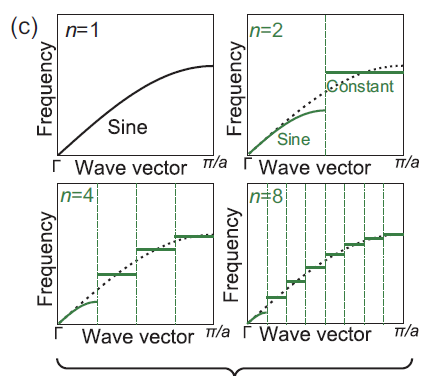 (c)
n=1
Frequency
Sine
Γ Wave vector π/a
n=2
Frequency
Constant
Sine
Γ Wave vector π/a
n=4
Frequency
Γ Wave vector π/a
n=8
Frequency
Γ Wave vector π/a